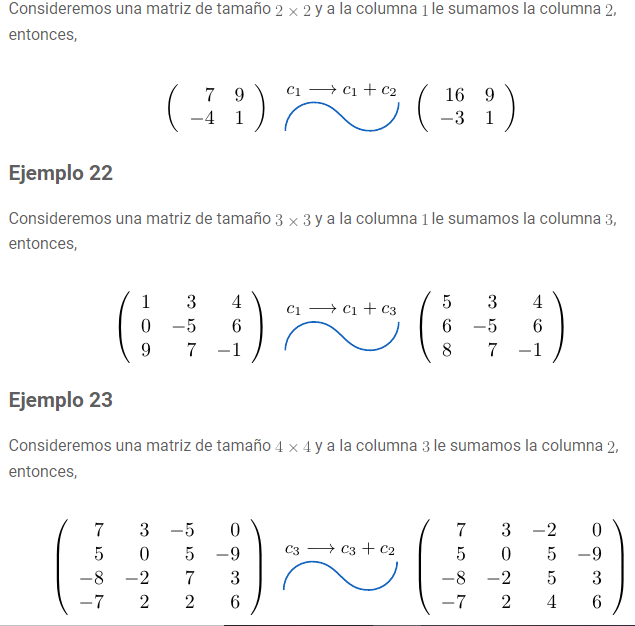 Consideremos una matriz de tamaño 2 × 2 y a la columna 1 le sumamos la columna 2,
entonces,
c₁ ⟶ c₁ + c₂
7 9 16 9
−4 1 −3 1
Ejemplo 22
Consideremos una matriz de tamaño 3 × 3 y a la columna 1 le sumamos la columna 3,
entonces,
c₁ ⟶ c₁ + c₃
1 3 4 5 3 4
0 −5 6 6 −5 6
9 7 −1 8 7 −1
Ejemplo 23
Consideremos una matriz de tamaño 4 × 4 y a la columna 3 le sumamos la columna 2,
entonces,
c₃ ⟶ c₃ + c₂
7 3 −5 0 7 3 −2 0
5 0 5 −9 5 0 5 −9
−8 −2 7 3 −8 −2 5 3
−7 2 2 6 −7 2 4 6